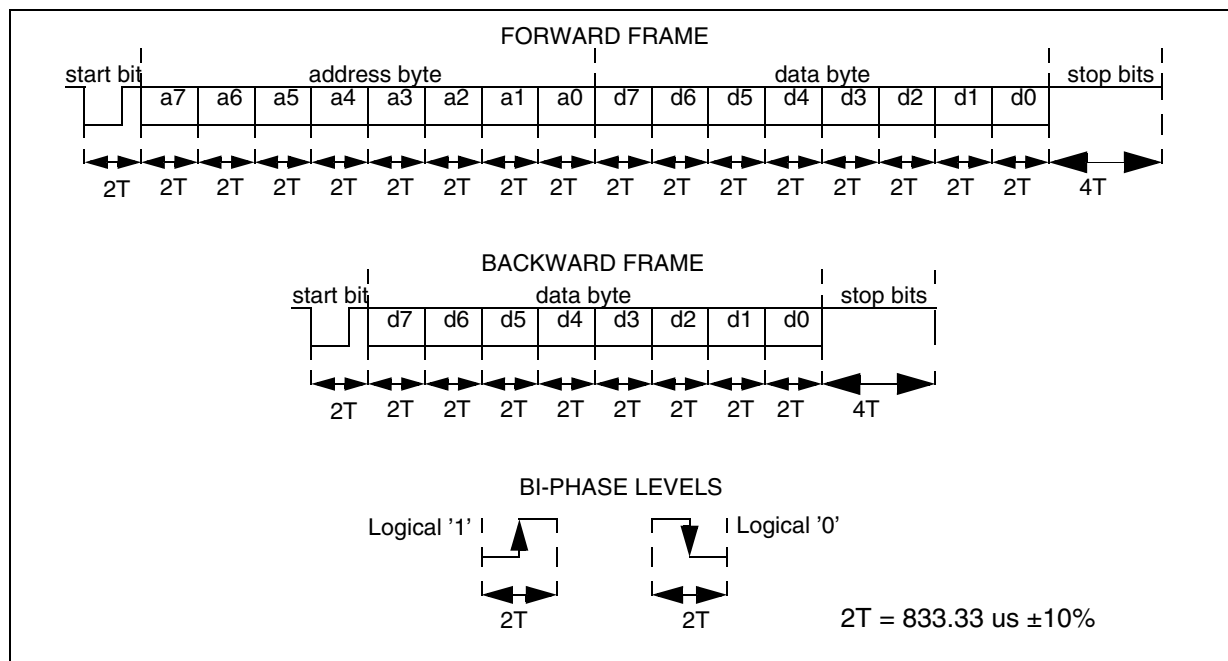 FORWARD FRAME
start bit address byte data byte stop bits
a7 a6 a5 a4 a3 a2 a1 a0 d7 d6 d5 d4 d3 d2 d1 d0
2T 2T 2T 2T 2T 2T 2T 2T 2T 2T 2T 2T 2T 2T 2T 2T 2T 4T
BACKWARD FRAME
start bit data byte stop bits
d7 d6 d5 d4 d3 d2 d1 d0
2T 2T 2T 2T 2T 2T 2T 2T 2T 4T
BI-PHASE LEVELS
Logical '1' Logical '0'
2T 2T
2T = 833.33 us ±10%